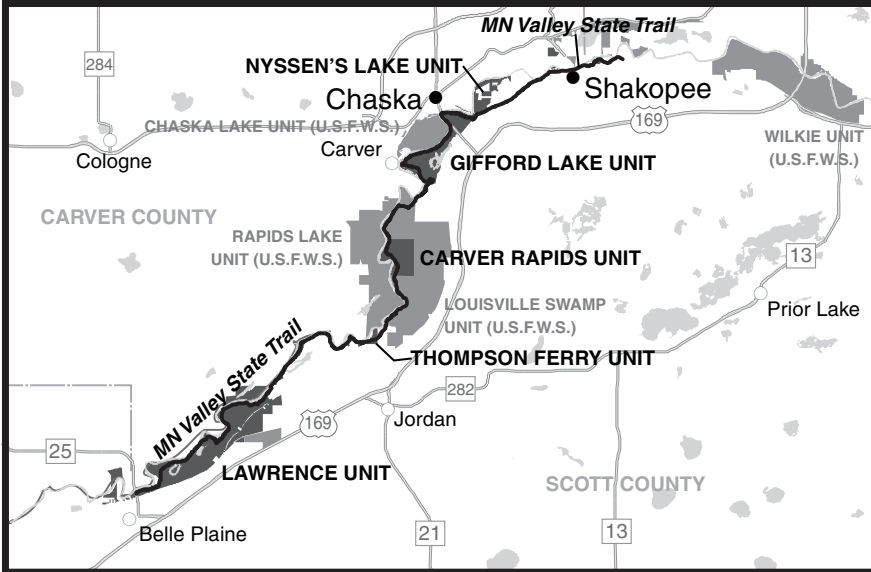 MN Valley State Trail
284
NYSSEN'S LAKE UNIT
Chaska
Shakopee
169
CHASKA LAKE UNIT (U.S.F.W.S.)
WILKIE UNIT
(U.S.F.W.S.)
Cologne
Carver
GIFFORD LAKE UNIT
CARVER COUNTY
RAPIDS LAKE
UNIT (U.S.F.W.S.)
CARVER RAPIDS UNIT
13
LOUISVILLE SWAMP
UNIT (U.S.F.W.S.)
Prior Lake
THOMPSON FERRY UNIT
MN Valley State Trail
282
169
Jordan
25
LAWRENCE UNIT
SCOTT COUNTY
Belle Plaine
21
13